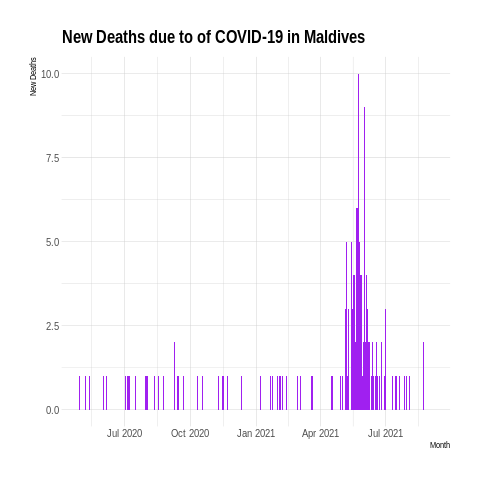 New Deaths due to of COVID-19 in Maldives
New Deaths
10.0
7.5
5.0
2.5
0.0
Jul 2020 Oct 2020 Jan 2021 Apr 2021 Jul 2021
Month